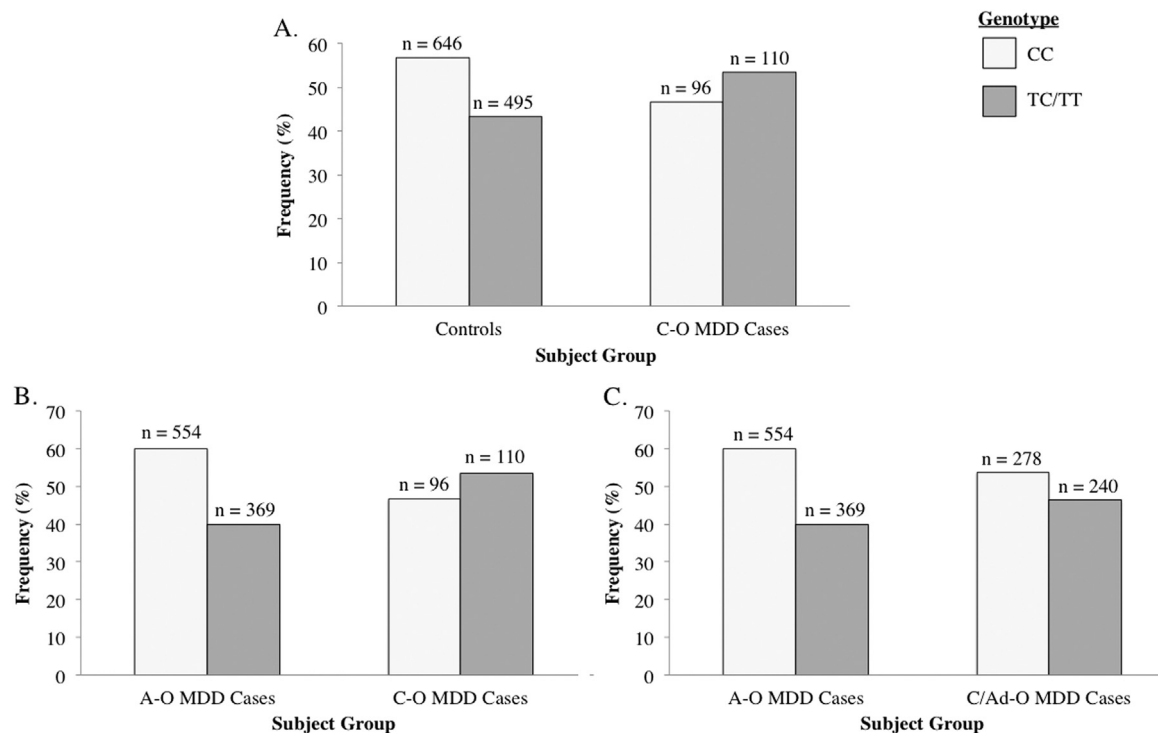 A.
Genotype
CC
TC/TT
60
50
40
30
20
10
0
Frequency (%)
n = 646
n = 495
n = 96
n = 110
Controls
C-O MDD Cases
Subject Group
B.
70
60
50
40
30
20
10
0
Frequency (%)
n = 554
n = 369
n = 96
n = 110
A-O MDD Cases
C-O MDD Cases
Subject Group
C.
70
60
50
40
30
20
10
0
Frequency (%)
n = 554
n = 369
n = 278
n = 240
A-O MDD Cases
C/Ad-O MDD Cases
Subject Group